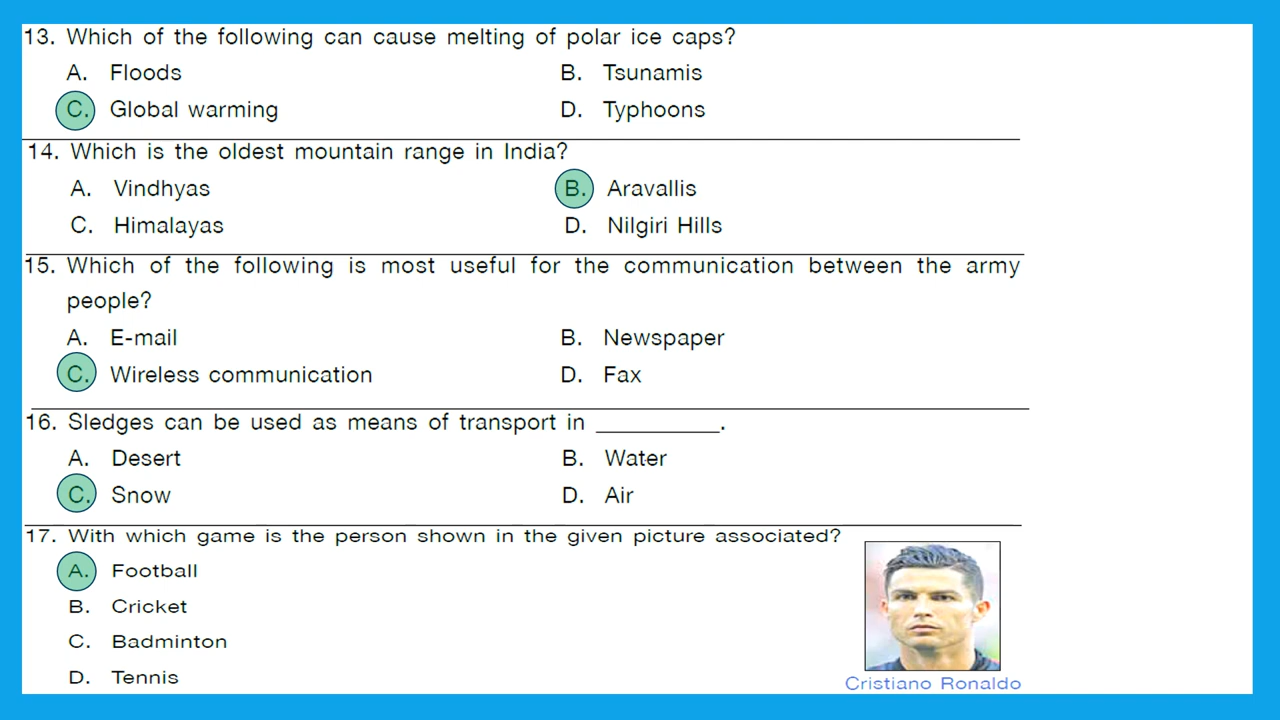 13. Which of the following can cause melting of polar ice caps?
A. Floods B. Tsunamis
C. Global warming D. Typhoons
14. Which is the oldest mountain range in India?
A. Vindhyas B. Aravallis
C. Himalayas D. Nilgiri Hills
15. Which of the following is most useful for the communication between the army
people?
A. E-mail B. Newspaper
C. Wireless communication D. Fax
16. Sledges can be used as means of transport in __________.
A. Desert B. Water
C. Snow D. Air
17. With which game is the person shown in the given picture associated?
A. Football
B. Cricket
C. Badminton
D. Tennis
Cristiano Ronaldo